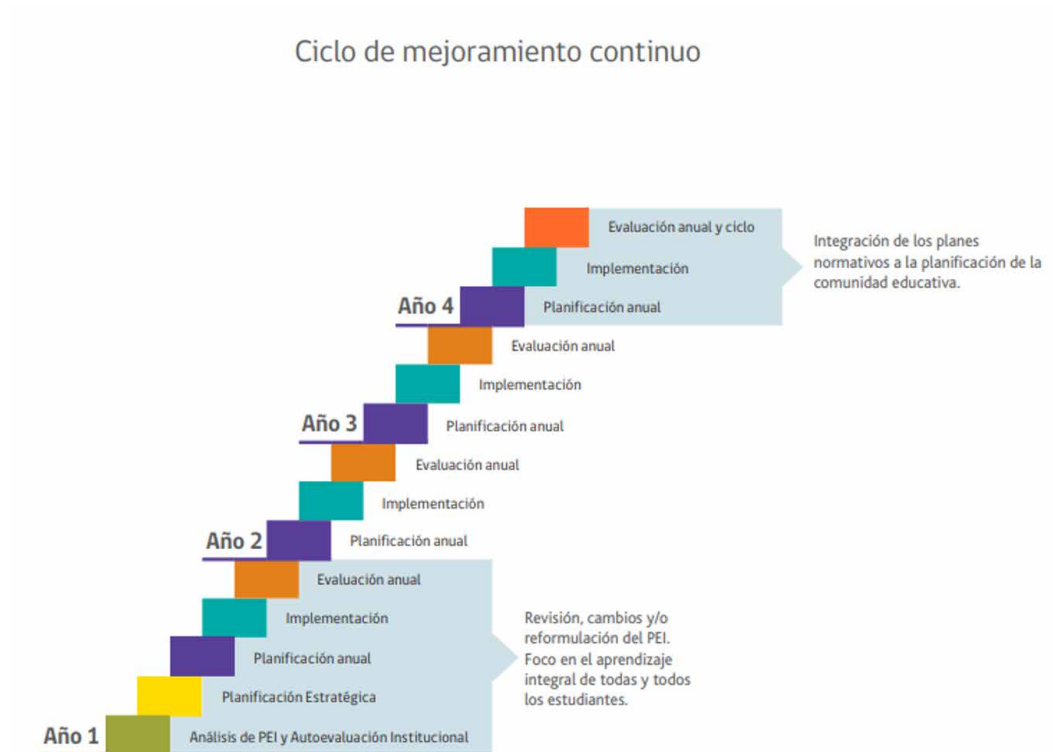 Ciclo de mejoramiento continuo
Evaluación anual y ciclo
Implementación
Integración de los planes
normativos a la planificación de la
comunidad educativa.
Año 4
Planificación anual
Evaluación anual
Implementación
Año 3
Planificación anual
Evaluación anual
Implementación
Año 2
Planificación anual
Evaluación anual
Implementación
Planificación anual
Planificación Estratégica
Revisión, cambios y/o
reformulación del PEI.
Foco en el aprendizaje
integral de todas y todos
los estudiantes.
Año 1
Análisis de PEI y Autoevaluación Institucional